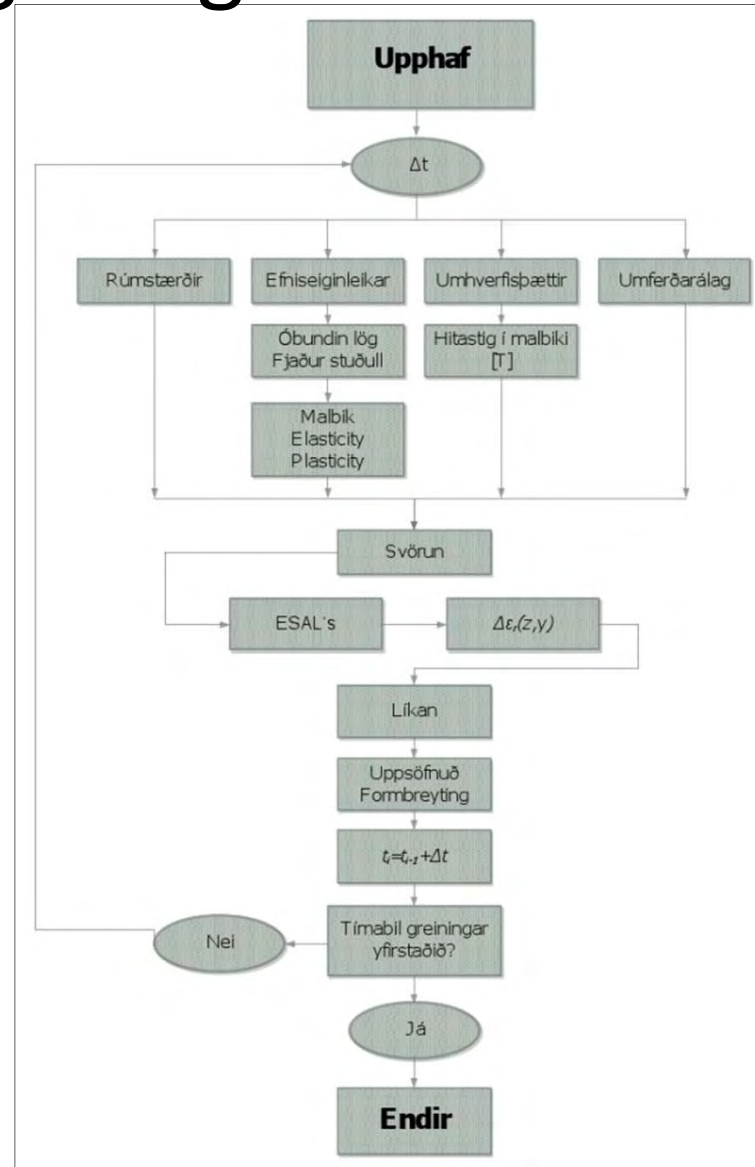 Upphaf
Δt
Rúmstærðir
Efniseiginleikar
Umhverfisþættir
Umferðarálag
Óbundin lög
Fjaður stuðull
Hitastig í malbiki
[T]
Malbik
Elasticity
Plasticity
Svörun
ESAL's
Δεᵣ(z,y)
Líkan
Uppsöfnuð
Formbreyting
tᵢ=tᵢ₋₁+Δt
Tímabil greiningar
yfirstaðið?
Nei
Já
Endir